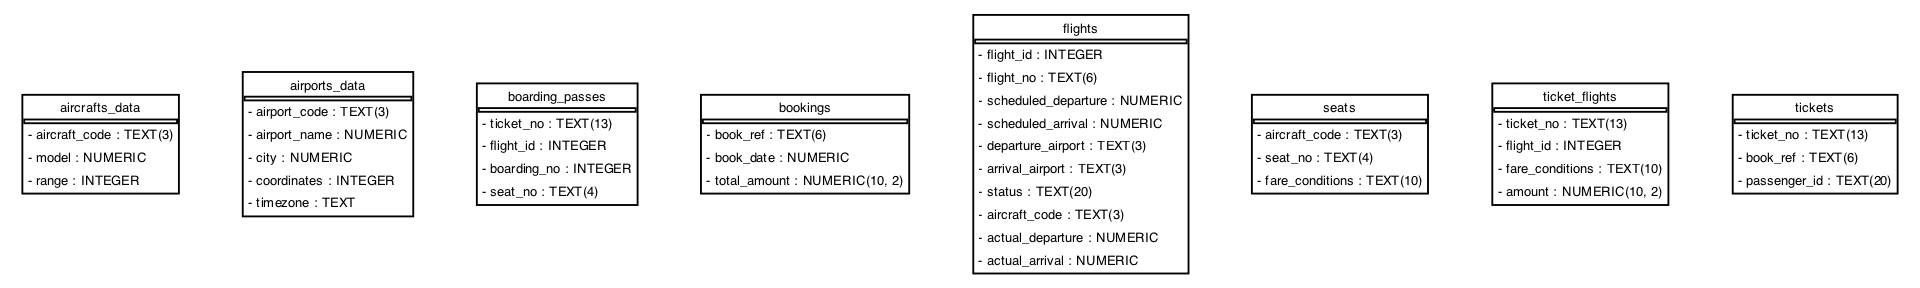 aircrafts_data
- aircraft_code : TEXT(3)
- model : NUMERIC
- range : INTEGER
airports_data
- airport_code : TEXT(3)
- airport_name : NUMERIC
- city : NUMERIC
- coordinates : INTEGER
- timezone : TEXT
boarding_passes
- ticket_no : TEXT(13)
- flight_id : INTEGER
- boarding_no : INTEGER
- seat_no : TEXT(4)
bookings
- book_ref : TEXT(6)
- book_date : NUMERIC
- total_amount : NUMERIC(10, 2)
flights
- flight_id : INTEGER
- flight_no : TEXT(6)
- scheduled_departure : NUMERIC
- scheduled_arrival : NUMERIC
- departure_airport : TEXT(3)
- arrival_airport : TEXT(3)
- status : TEXT(20)
- aircraft_code : TEXT(3)
- actual_departure : NUMERIC
- actual_arrival : NUMERIC
seats
- aircraft_code : TEXT(3)
- seat_no : TEXT(4)
- fare_conditions : TEXT(10)
ticket_flights
- ticket_no : TEXT(13)
- flight_id : INTEGER
- fare_conditions : TEXT(10)
- amount : NUMERIC(10, 2)
tickets
- ticket_no : TEXT(13)
- book_ref : TEXT(6)
- passenger_id : TEXT(20)